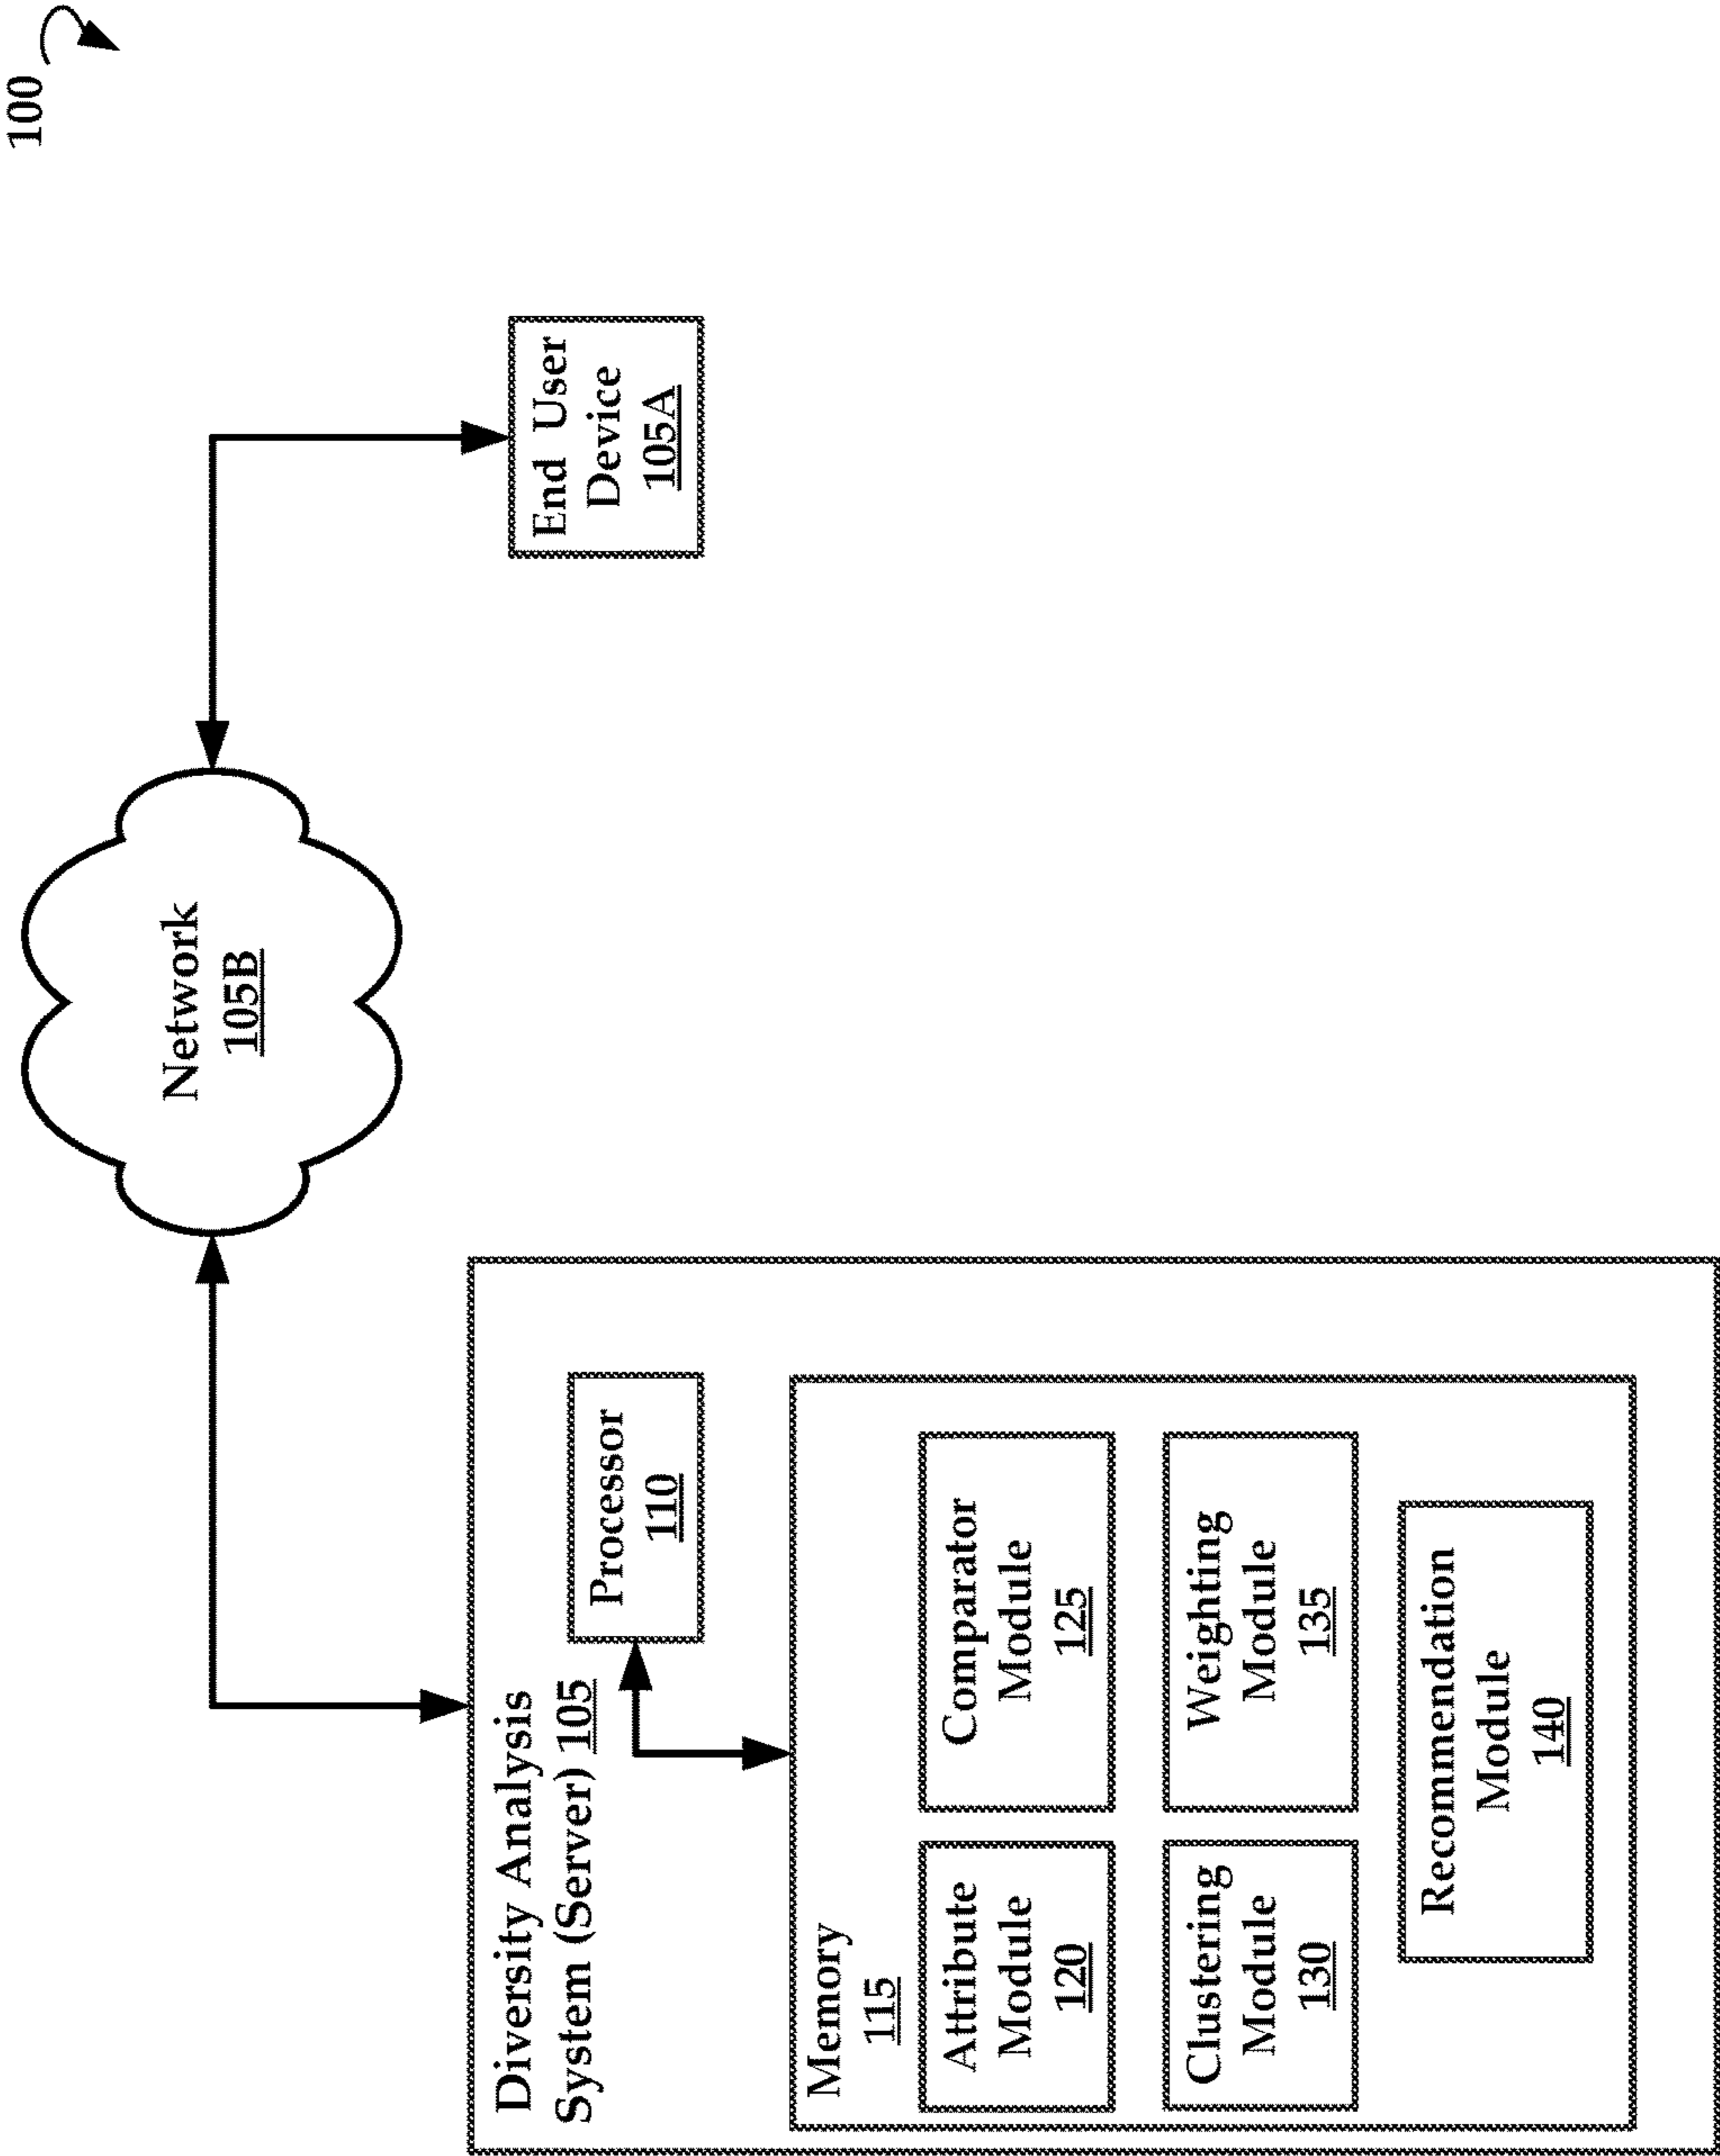 100
Network
105B
End User
Device
105A
Diversity Analysis
System (Server) 105
Processor
110
Memory
115
Attribute
Module
120
Comparator
Module
125
Clustering
Module
130
Weighting
Module
135
Recommendation
Module
140